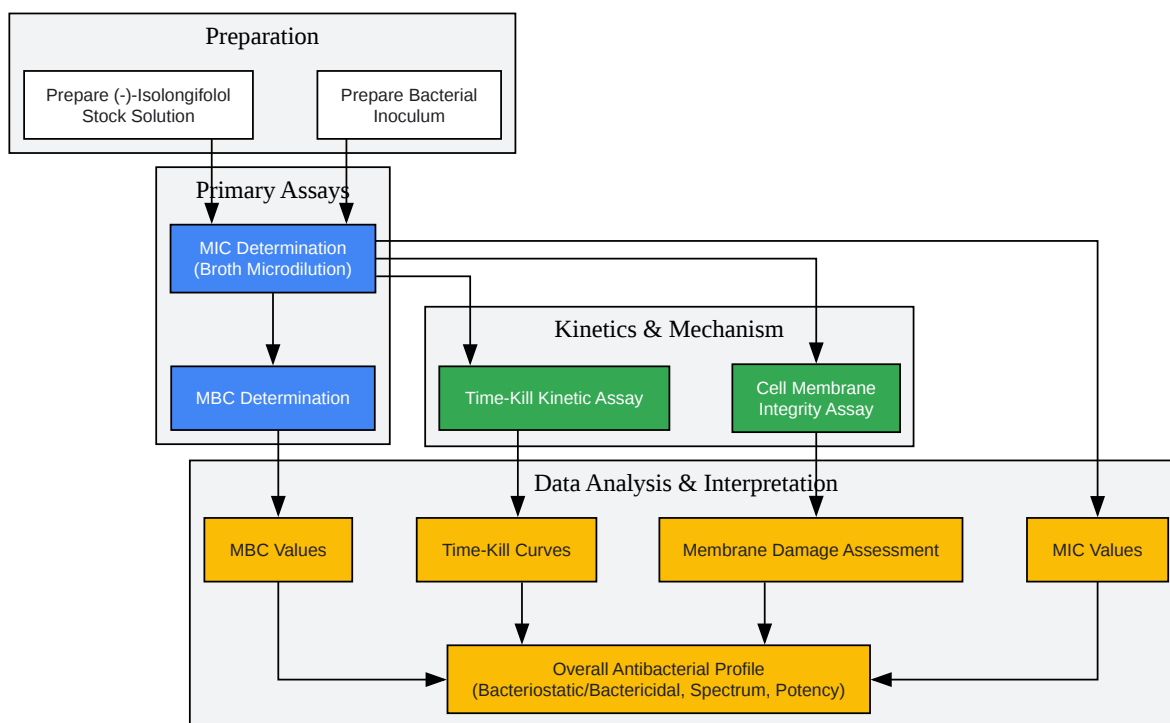 Preparation
Prepare (-)-Isolongifolol
Stock Solution
Prepare Bacterial
Inoculum
Primary Assays
MIC Determination
(Broth Microdilution)
Kinetics & Mechanism
MBC Determination
Time-Kill Kinetic Assay
Cell Membrane
Integrity Assay
Data Analysis & Interpretation
MBC Values
Time-Kill Curves
Membrane Damage Assessment
MIC Values
Overall Antibacterial Profile
(Bacteriostatic/Bactericidal, Spectrum, Potency)